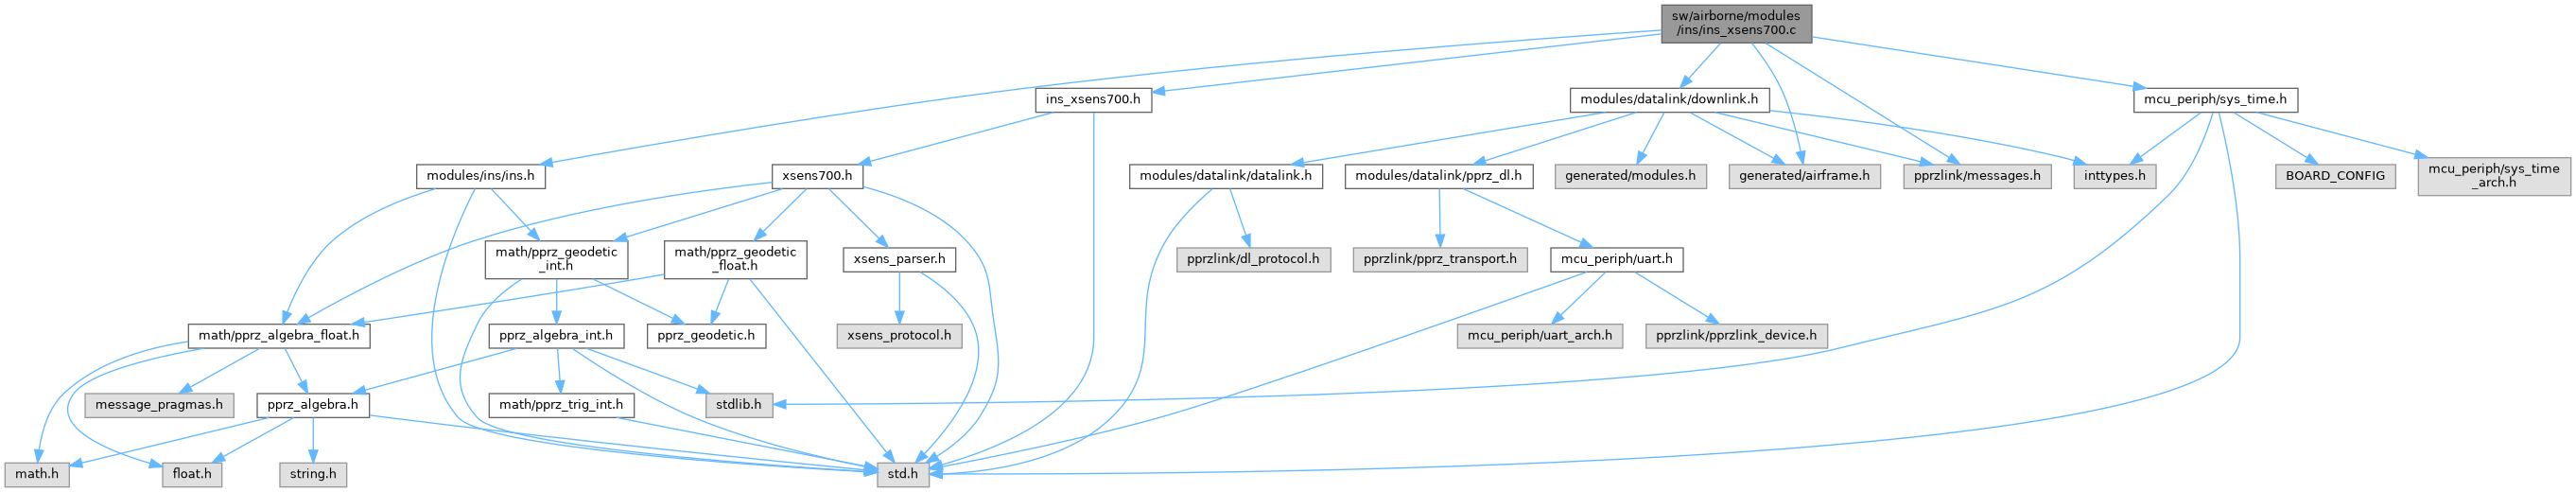 sw/airborne/modules
/ins/ins_xsens700.c
ins_xsens700.h
modules/datalink/downlink.h
mcu_periph/sys_time.h
modules/ins/ins.h
xsens700.h
modules/datalink/datalink.h
modules/datalink/pprz_dl.h
generated/modules.h
generated/airframe.h
pprzlink/messages.h
inttypes.h
BOARD_CONFIG
mcu_periph/sys_time
_arch.h
math/pprz_geodetic
_int.h
math/pprz_geodetic
_float.h
xsens_parser.h
pprzlink/dl_protocol.h
pprzlink/pprz_transport.h
mcu_periph/uart.h
math/pprz_algebra_float.h
pprz_algebra_int.h
pprz_geodetic.h
xsens_protocol.h
mcu_periph/uart_arch.h
pprzlink/pprzlink_device.h
message_pragmas.h
pprz_algebra.h
math/pprz_trig_int.h
stdlib.h
math.h
float.h
string.h
std.h